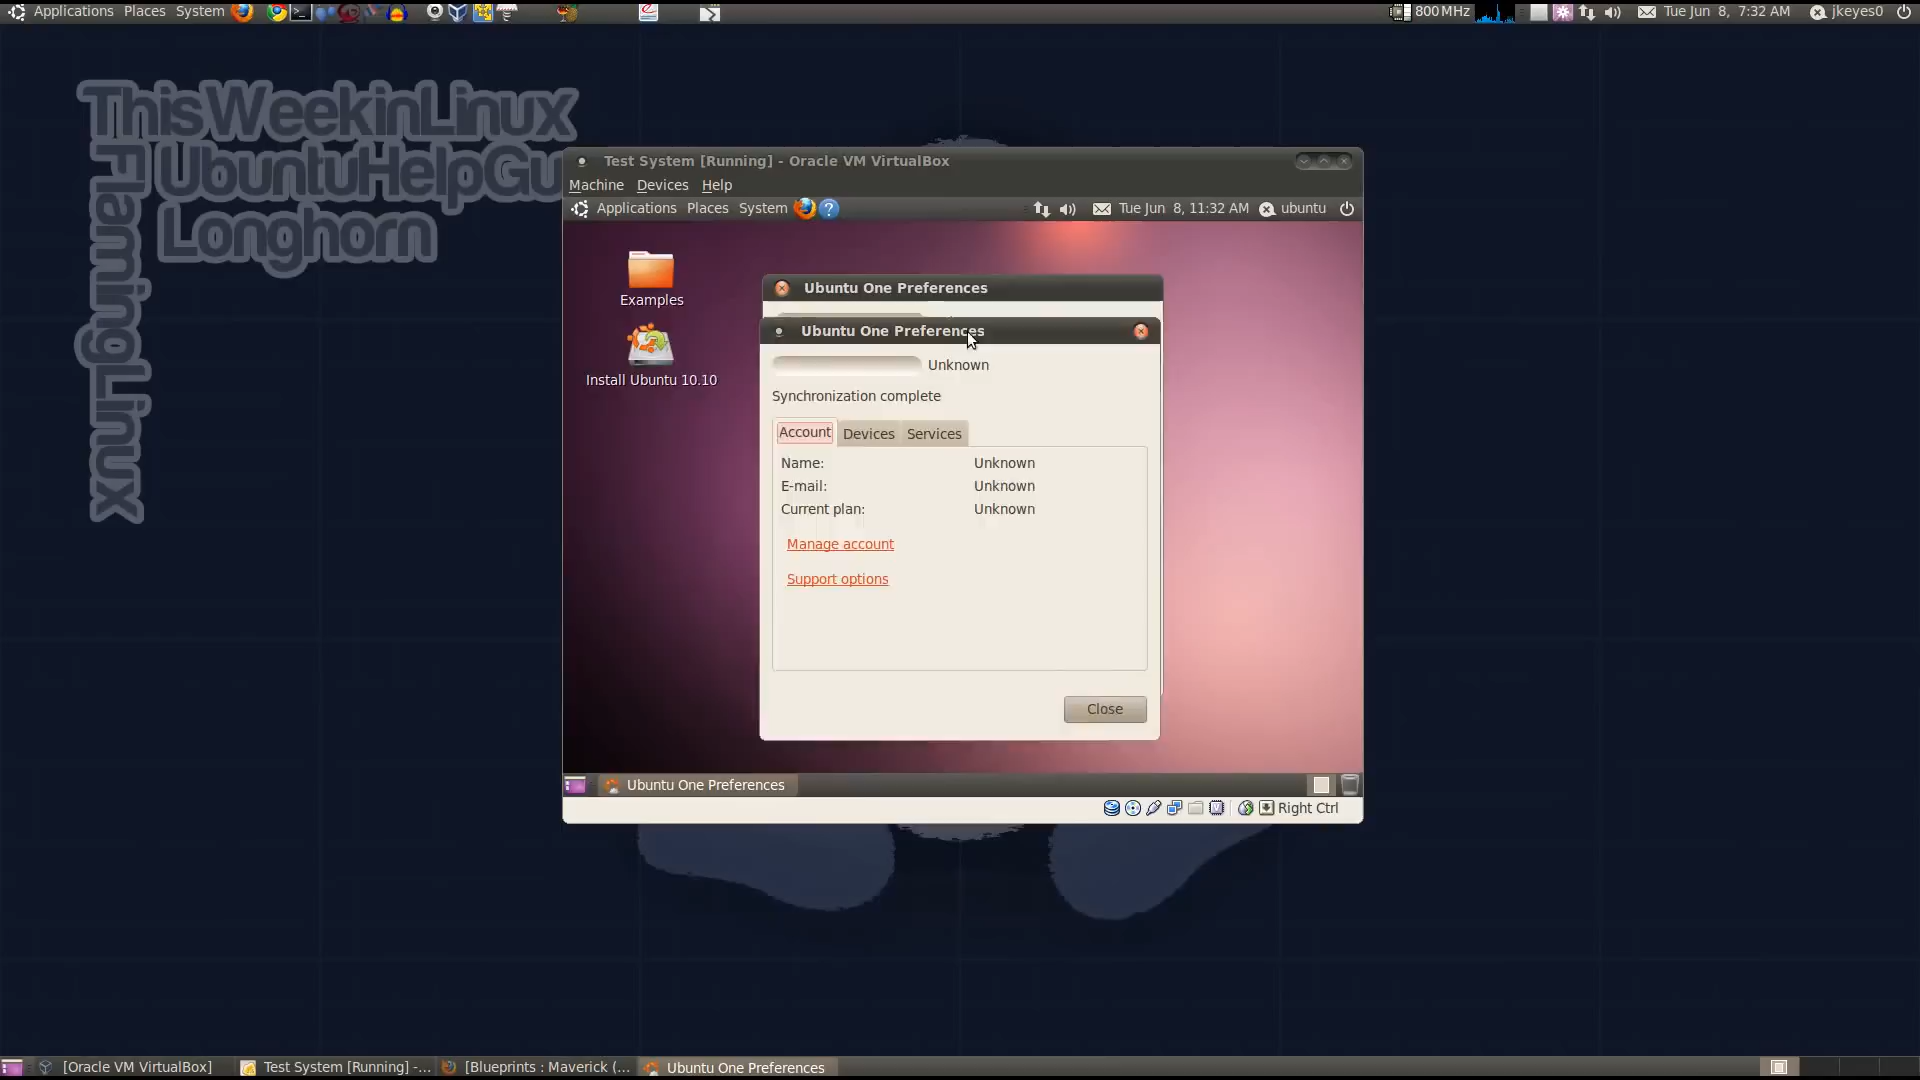 Applications Places System
800 MHz
Tue Jun 8, 7:32 AM
jkeyes0
ThisWeekinLinux
FlamingLinux
UbuntuHelpGu
Longhorn
Test System [Running] - Oracle VM VirtualBox
Machine Devices Help
Applications Places System
Tue Jun 8, 11:32 AM
ubuntu
Examples
Install Ubuntu 10.10
Ubuntu One Preferences
Ubuntu One Preferences
Unknown
Synchronization complete
Account Devices Services
Name: Unknown
E-mail: Unknown
Current plan: Unknown
Manage account
Support options
Close
Ubuntu One Preferences
Right Ctrl
[Oracle VM VirtualBox]
Test System [Running] -...
[Blueprints : Maverick (...
Ubuntu One Preferences